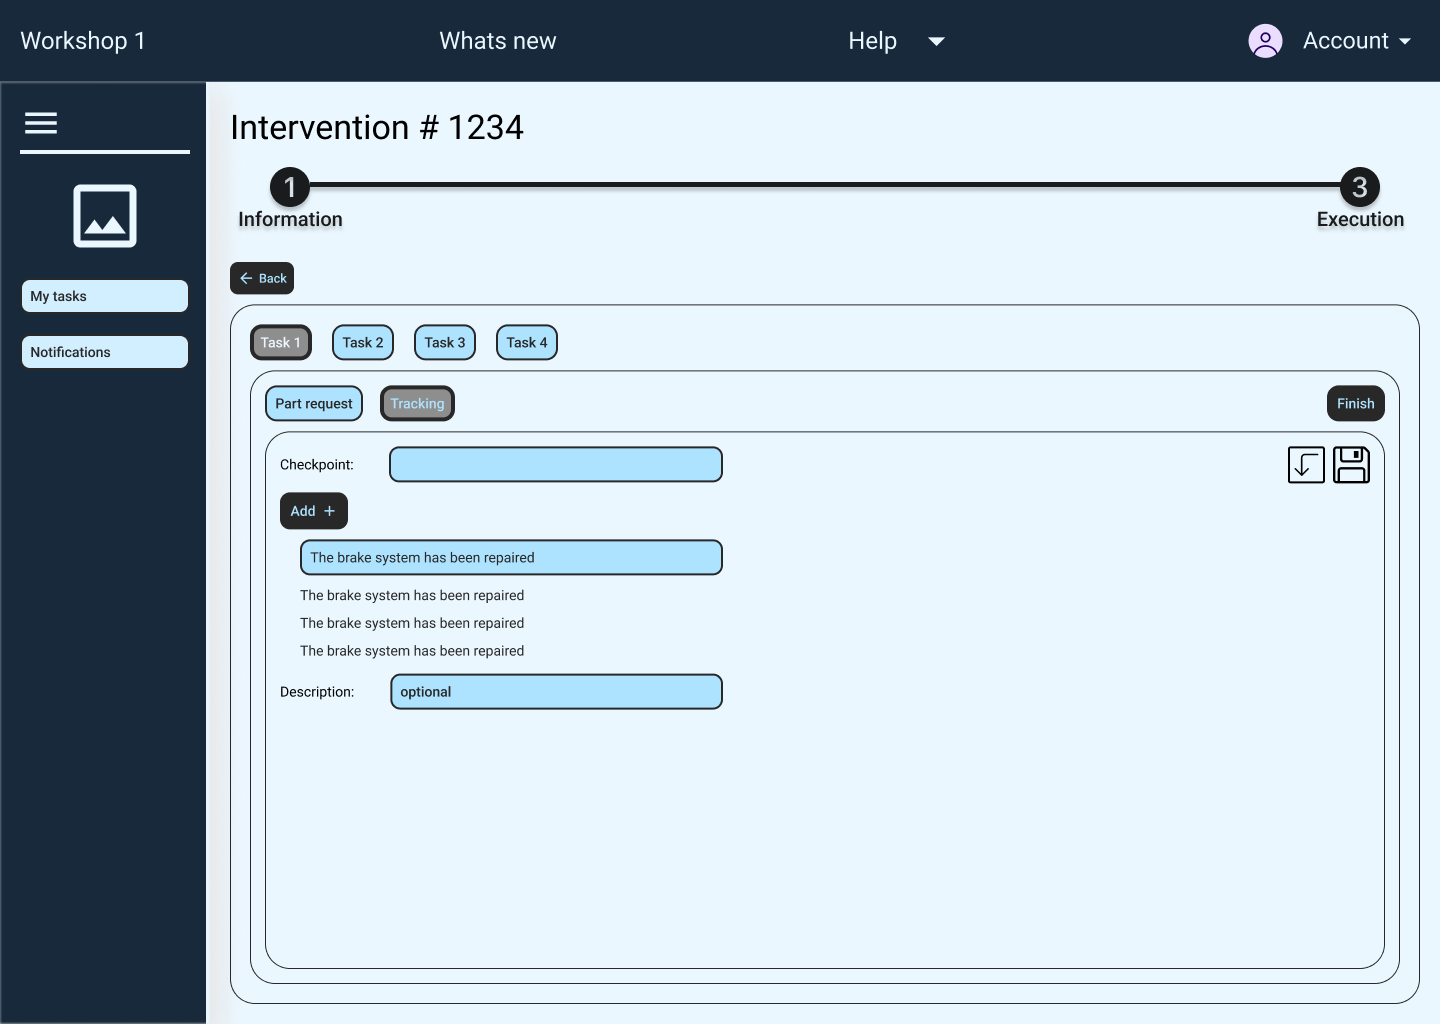 Workshop 1
Whats new
Help
Account
Intervention # 1234
1
3
Information
Execution
My tasks
Notifications
Back
Task 1
Task 2
Task 3
Task 4
Part request
Tracking
Finish
Checkpoint:
Add +
The brake system has been repaired
The brake system has been repaired
The brake system has been repaired
The brake system has been repaired
Description:
optional